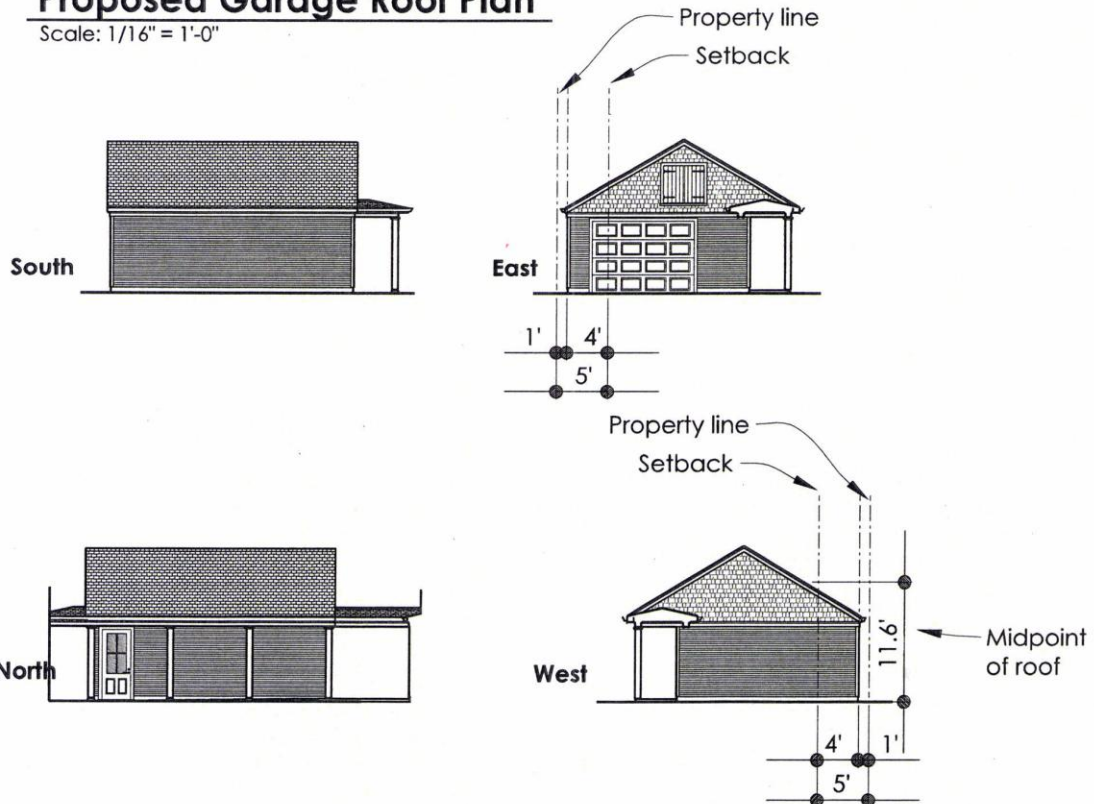 Proposed Garage Roof Plan
Scale: 1/16" = 1'-0"
Property line
Setback
South
East
1'
4'
5'
Property line
Setback
North
West
11.6'
Midpoint
of roof
4'
1'
5'